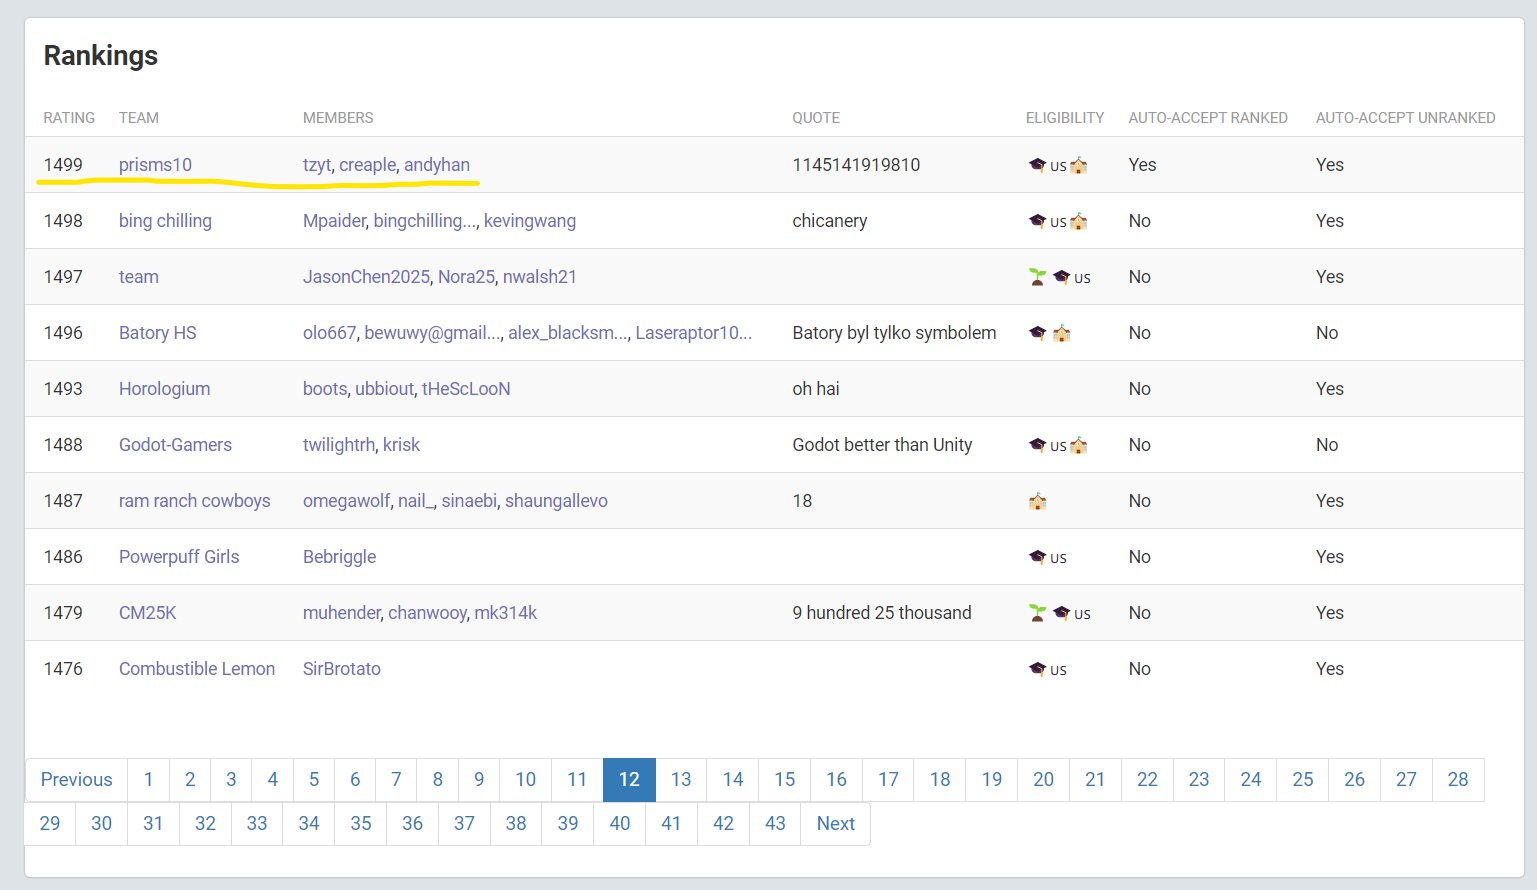 Rankings
RATING TEAM MEMBERS QUOTE ELIGIBILITY AUTO-ACCEPT RANKED AUTO-ACCEPT UNRANKED
1499 prisms10 tzyt, creaple, andyhan 1145141919810 US Yes Yes
1498 bing chilling Mpaider, bingchilling..., kevingwang chicanery US No Yes
1497 team JasonChen2025, Nora25, nwalsh21 US No Yes
1496 Batory HS olo667, bewuwy@gmail..., alex_blacksm..., Laseraptor10... Batory byl tylko symbolem No No
1493 Horologium boots, ubbiout, tHeScLooN oh hai No Yes
1488 Godot-Gamers twilightrh, krisk Godot better than Unity US No No
1487 ram ranch cowboys omegawolf, nail_, sinaebi, shaungallevo 18 No Yes
1486 Powerpuff Girls Bebriggle US No Yes
1479 CM25K muhender, chanwooy, mk314k 9 hundred 25 thousand US No Yes
1476 Combustible Lemon SirBrotato US No Yes
Previous 1 2 3 4 5 6 7 8 9 10 11 12 13 14 15 16 17 18 19 20 21 22 23 24 25 26 27 28
29 30 31 32 33 34 35 36 37 38 39 40 41 42 43 Next